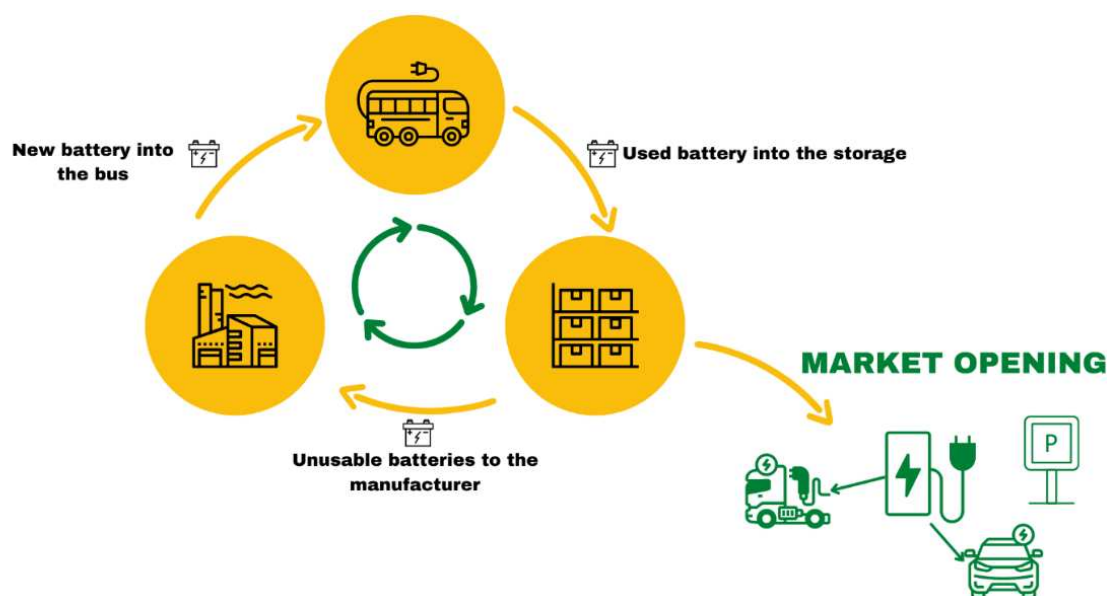 New battery into
the bus
Used battery into the storage
MARKET OPENING
P
Unusable batteries to the
manufacturer